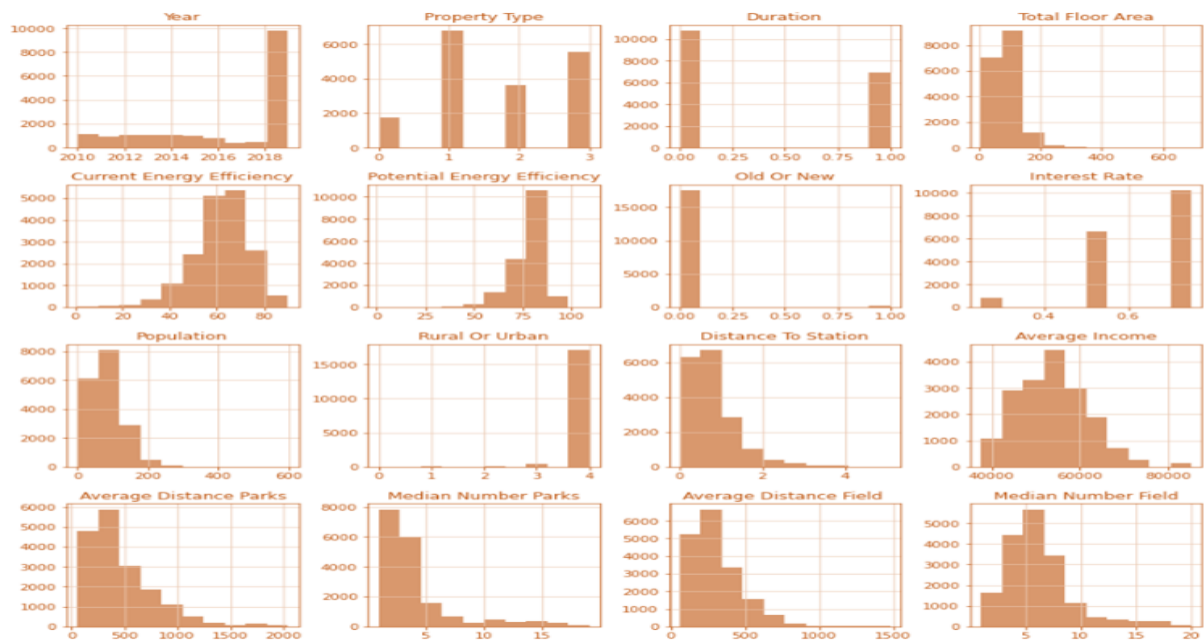 Year Property Type Duration Total Floor Area
10000 8000 6000 4000 2000 0
2010 2012 2014 2016 2018
6000 4000 2000 0
0 1 2 3
10000 8000 6000 4000 2000 0
0.00 0.25 0.50 0.75 1.00
8000 6000 4000 2000 0
0 200 400 600
Current Energy Efficiency Potential Energy Efficiency Old Or New Interest Rate
5000 4000 3000 2000 1000 0
0 20 40 60 80
10000 7500 5000 2500 0
0 25 50 75 100
15000 10000 5000 0
0.00 0.25 0.50 0.75 1.00
10000 8000 6000 4000 2000 0
0.4 0.6
Population Rural Or Urban Distance To Station Average Income
8000 6000 4000 2000 0
0 200 400 600
15000 10000 5000 0
0 1 2 3 4
6000 4000 2000 0
0 2 4
4000 3000 2000 1000 0
40000 60000 80000
Average Distance Parks Median Number Parks Average Distance Field Median Number Field
6000 5000 4000 3000 2000 1000 0
0 500 1000 1500 2000
8000 6000 4000 2000 0
5 10 15
6000 5000 4000 3000 2000 1000 0
0 500 1000 1500
5000 4000 3000 2000 1000 0
5 10 15 20